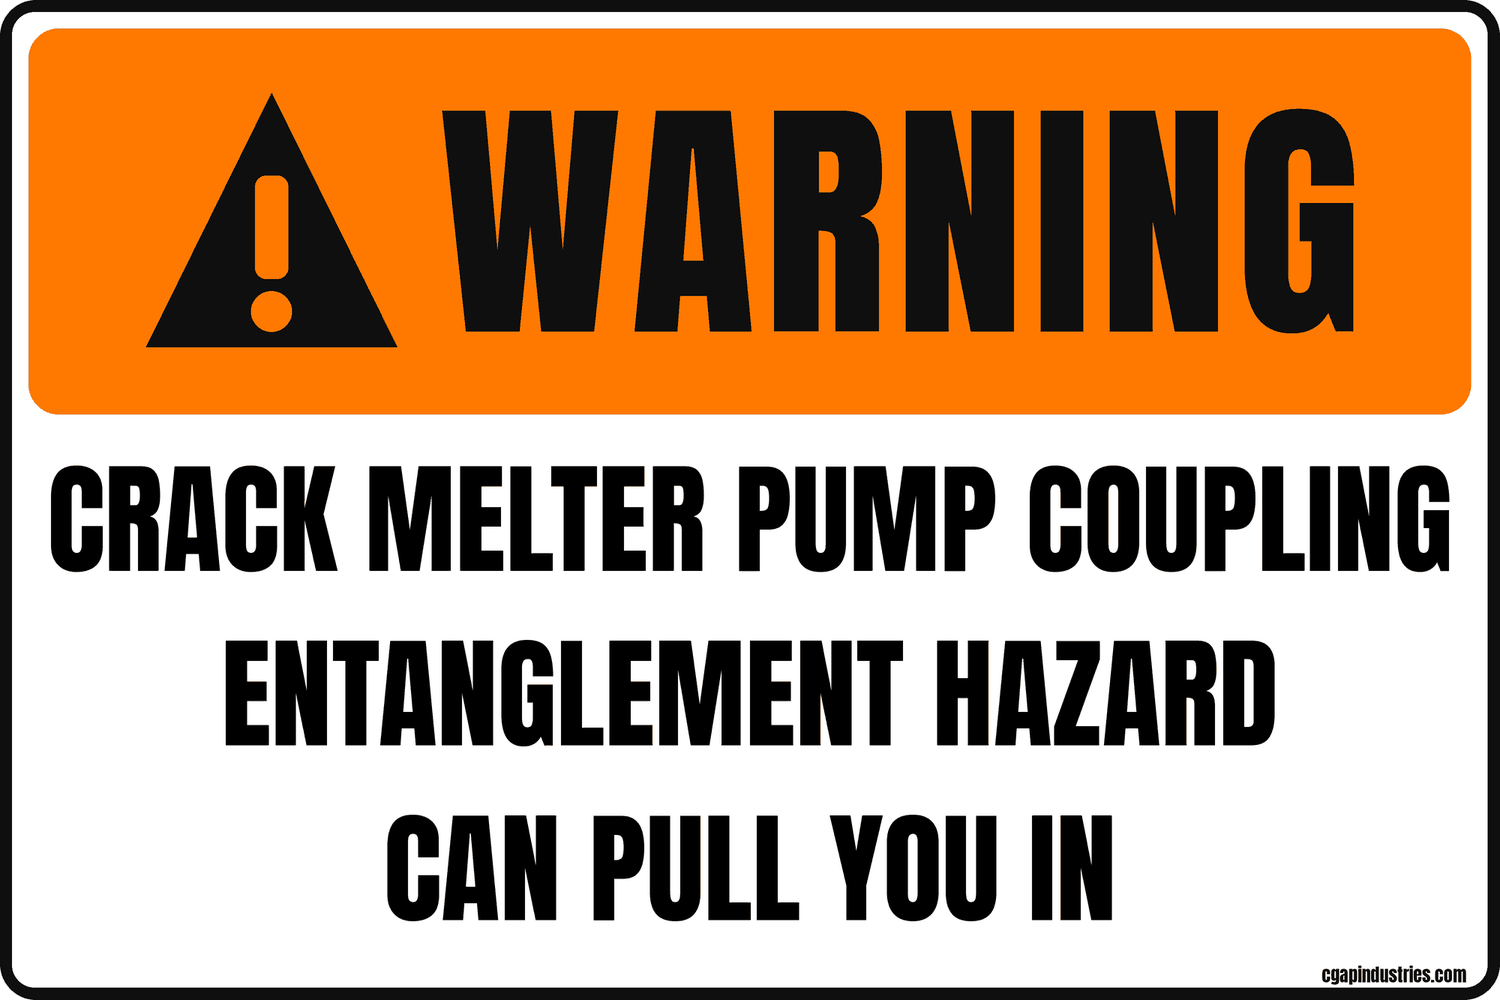 WARNING
CRACK MELTER PUMP COUPLING
ENTANGLEMENT HAZARD
CAN PULL YOU IN
cgapindustries.com